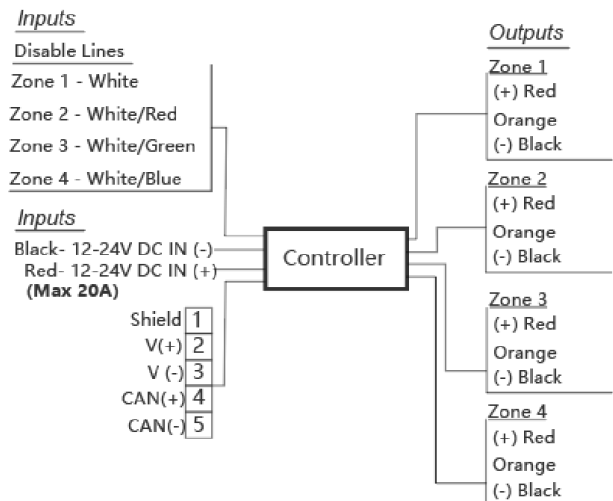 Inputs
Disable Lines
Zone 1 - White
Zone 2 - White/Red
Zone 3 - White/Green
Zone 4 - White/Blue
Inputs
Black- 12-24V DC IN (-)
Red- 12-24V DC IN (+)
(Max 20A)
Shield 1
V(+) 2
V (-) 3
CAN(+) 4
CAN(-) 5
Controller
Outputs
Zone 1
(+) Red
Orange
(-) Black
Zone 2
(+) Red
Orange
(-) Black
Zone 3
(+) Red
Orange
(-) Black
Zone 4
(+) Red
Orange
(-) Black